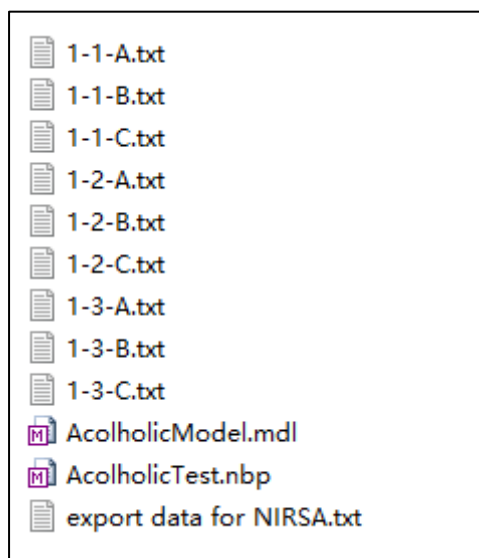 1-1-A.txt
1-1-B.txt
1-1-C.txt
1-2-A.txt
1-2-B.txt
1-2-C.txt
1-3-A.txt
1-3-B.txt
1-3-C.txt
AcolholicModel.mdl
AcolholicTest.nbp
export data for NIRSA.txt